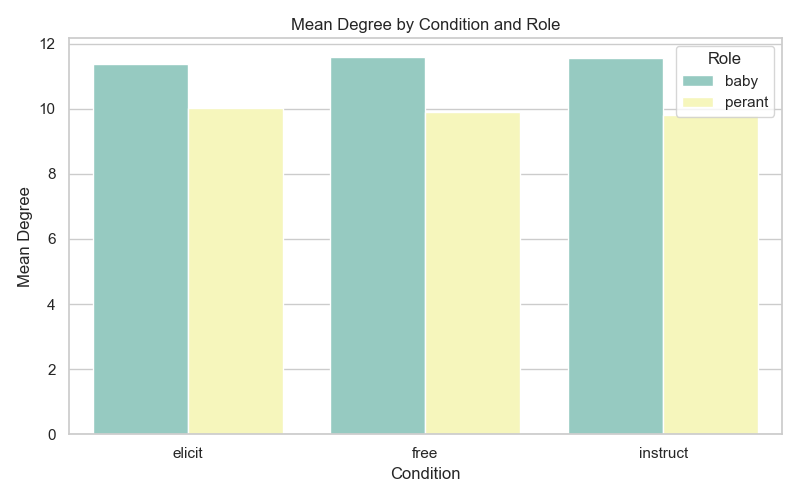 Mean Degree by Condition and Role
Role
baby
perant
12
10
8
6
4
2
0
Mean Degree
elicit
free
instruct
Condition